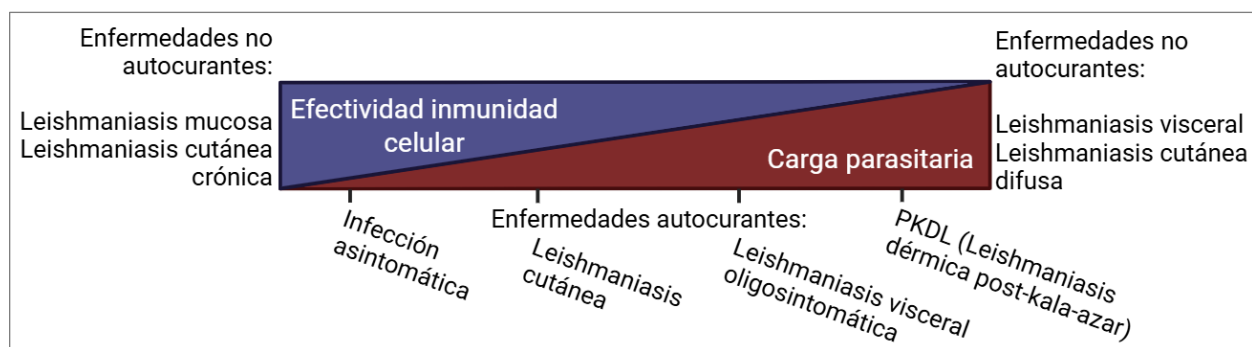 Enfermedades no
autocurantes:
Leishmaniasis mucosa
Leishmaniasis cutánea
crónica
Efectividad inmunidad
celular
Carga parasitaria
Enfermedades no
autocurantes:
Leishmaniasis visceral
Leishmaniasis cutánea
difusa
Enfermedades autocurantes:
Infección
asintomática
Leishmaniasis
cutánea
Leishmaniasis visceral
oligosintomática
PKDL (Leishmaniasis
dérmica post-kala-azar)